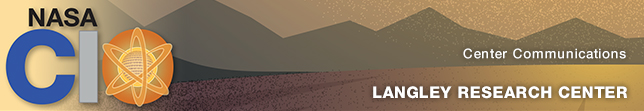 NASA
CIO
Center Communications
LANGLEY RESEARCH CENTER